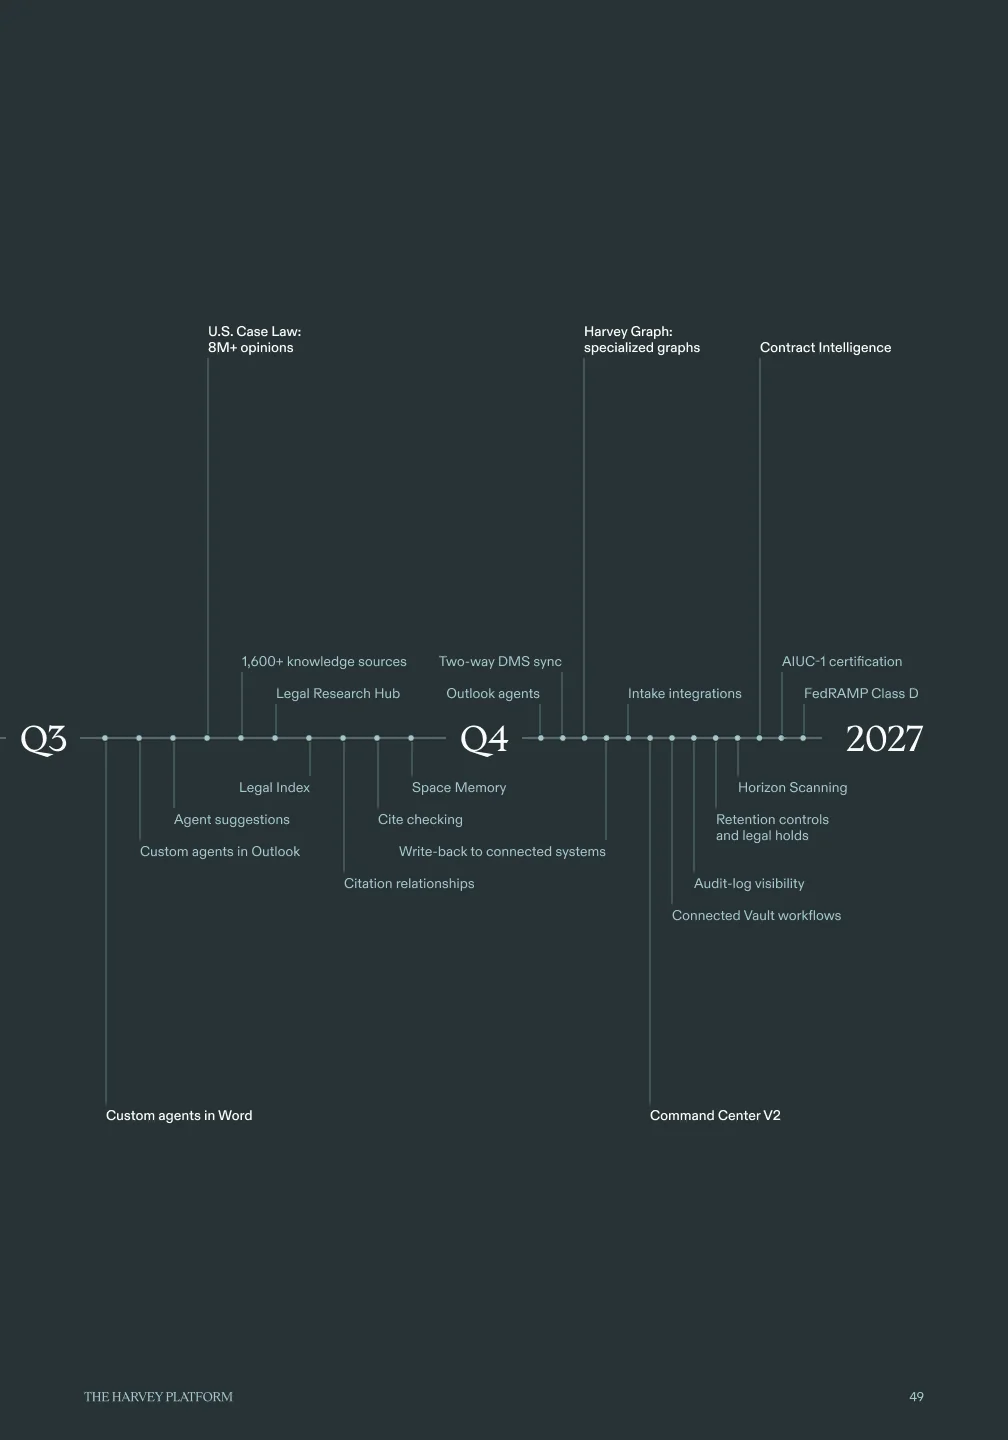 U.S. Case Law:
8M+ opinions
Harvey Graph:
specialized graphs
Contract Intelligence
1,600+ knowledge sources
Two-way DMS sync
AIUC-1 certification
Legal Research Hub
Outlook agents
Intake integrations
FedRAMP Class D
Q3
Q4
2027
Legal Index
Space Memory
Horizon Scanning
Agent suggestions
Cite checking
Retention controls
and legal holds
Custom agents in Outlook
Write-back to connected systems
Citation relationships
Audit-log visibility
Connected Vault workflows
Custom agents in Word
Command Center V2
THE HARVEY PLATFORM
49